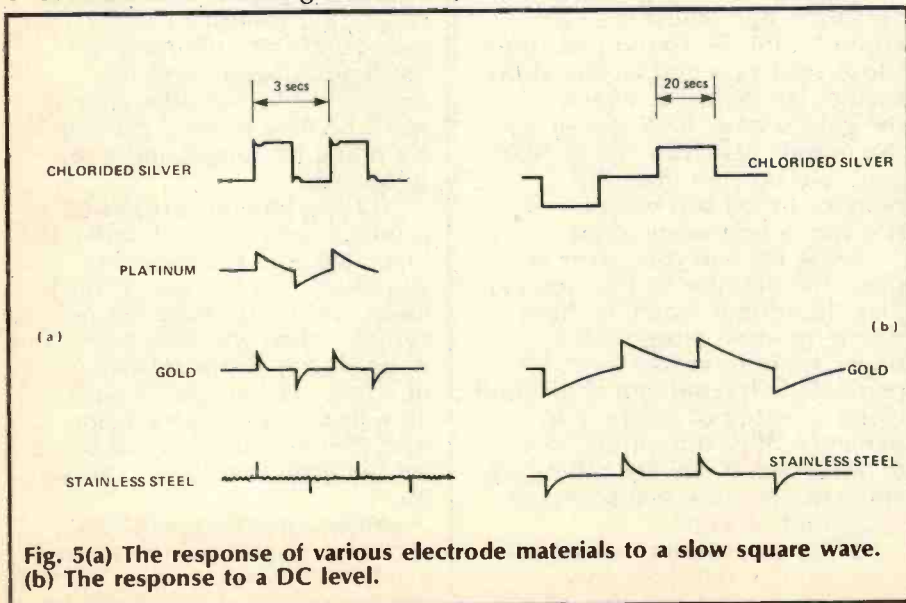 3 secs
20 secs
CHLORIDED SILVER
CHLORIDED SILVER
PLATINUM
(a)
(b)
GOLD
GOLD
STAINLESS STEEL
STAINLESS STEEL
Fig. 5(a) The response of various electrode materials to a slow square wave.
(b) The response to a DC level.